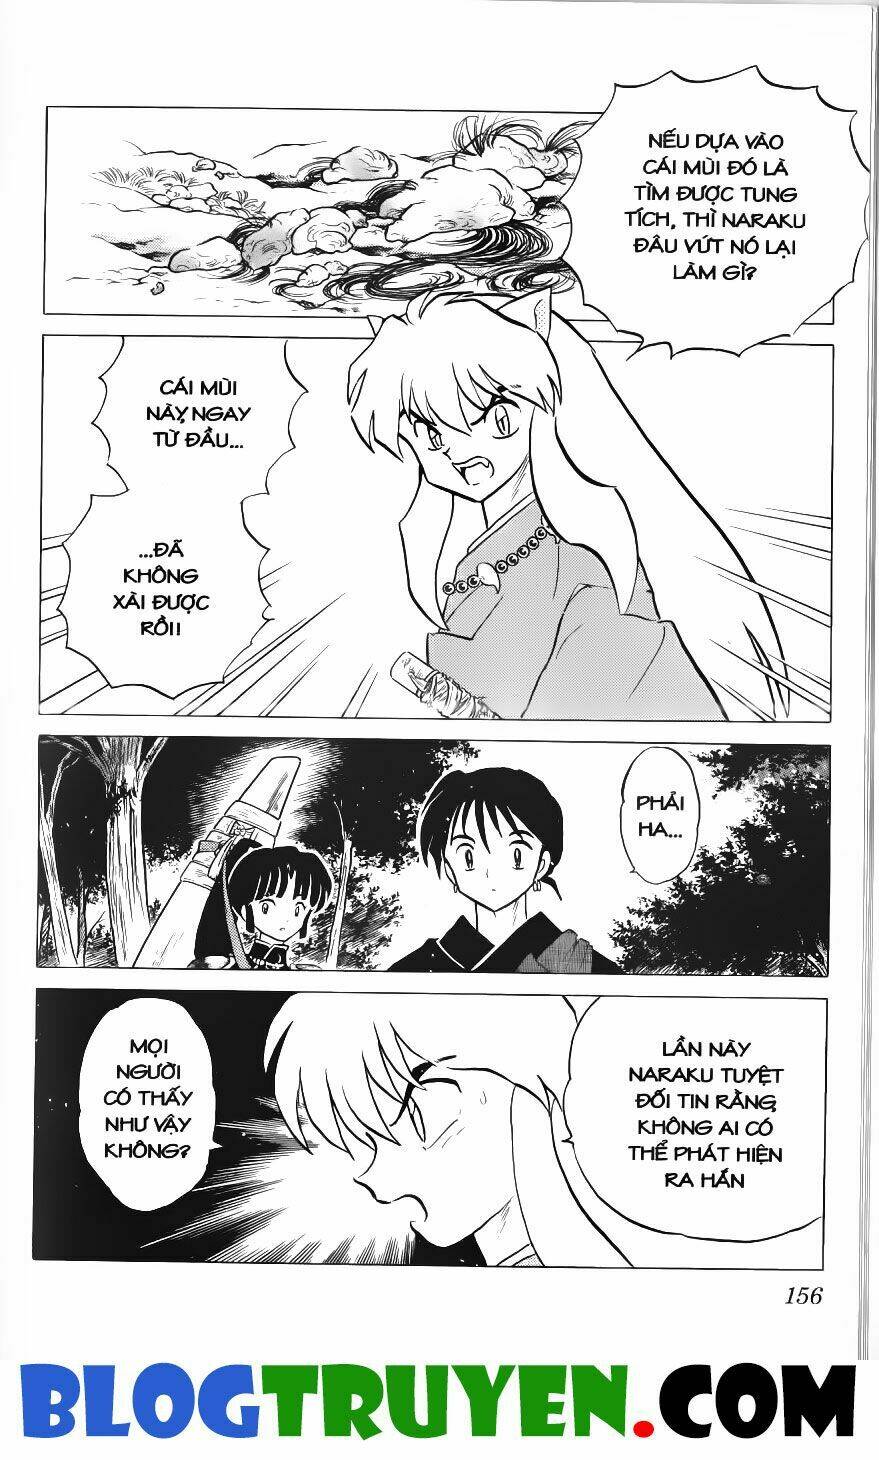 NẾU DỰA VÀO
CÁI MÙI ĐÓ LÀ
TÌM ĐƯỢC TUNG
TÍCH, THÌ NARAKU
ĐÂU VỨT NÓ LẠI
LÀM GÌ?
CÁI MÙI
NÀY, NGAY
TỪ ĐẦU...
...ĐÃ
KHÔNG
XÀI ĐƯỢC
RỒI!
PHẢI
HA...
LẦN NÀY
NARAKU TUYỆT
ĐỐI TIN RẰNG,
KHÔNG AI CÓ
THỂ PHÁT HIỆN
RA HẮN
MỌI
NGƯỜI
CÓ THẤY
NHƯ VẬY
KHÔNG?
156
BLOGTRUYEN.COM